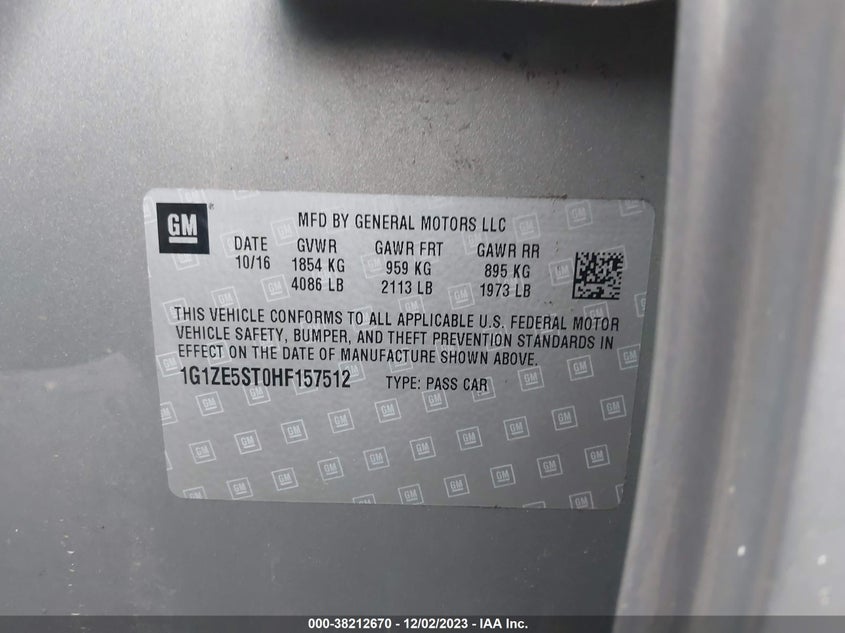 GM
MFD BY GENERAL MOTORS LLC
DATE GVWR GAWR FRT GAWR RR
10/16 1854 KG 959 KG 895 KG
4086 LB 2113 LB 1973 LB
THIS VEHICLE CONFORMS TO ALL APPLICABLE U.S. FEDERAL MOTOR
VEHICLE SAFETY, BUMPER, AND THEFT PREVENTION STANDARDS IN
EFFECT ON THE DATE OF MANUFACTURE SHOWN ABOVE.
1G1ZE5ST0HF157512 TYPE: PASS CAR
000-38212670 - 12/02/2023 - IAA Inc.